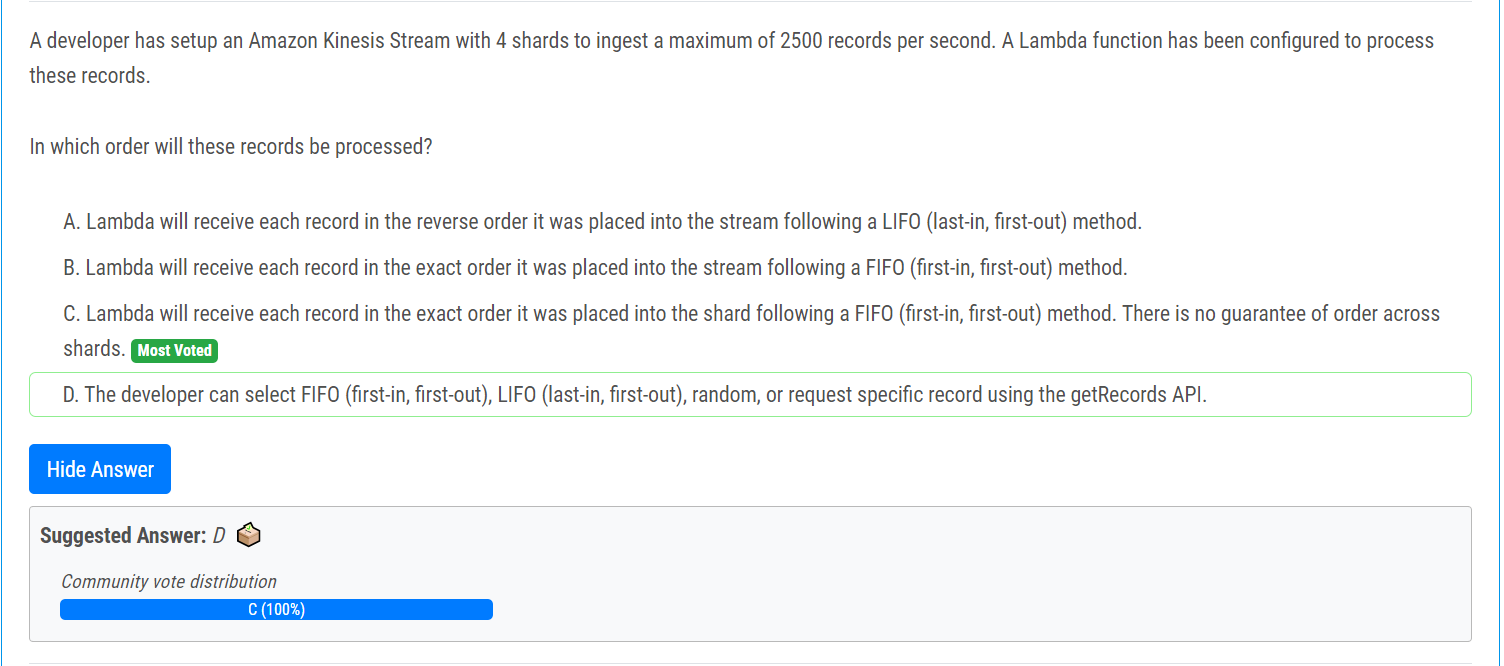 A developer has setup an Amazon Kinesis Stream with 4 shards to ingest a maximum of 2500 records per second. A Lambda function has been configured to process
these records.
In which order will these records be processed?
A. Lambda will receive each record in the reverse order it was placed into the stream following a LIFO (last-in, first-out) method.
B. Lambda will receive each record in the exact order it was placed into the stream following a FIFO (first-in, first-out) method.
C. Lambda will receive each record in the exact order it was placed into the shard following a FIFO (first-in, first-out) method. There is no guarantee of order across
shards. Most Voted
D. The developer can select FIFO (first-in, first-out), LIFO (last-in, first-out), random, or request specific record using the getRecords API.
Hide Answer
Suggested Answer: D
Community vote distribution
C (100%)